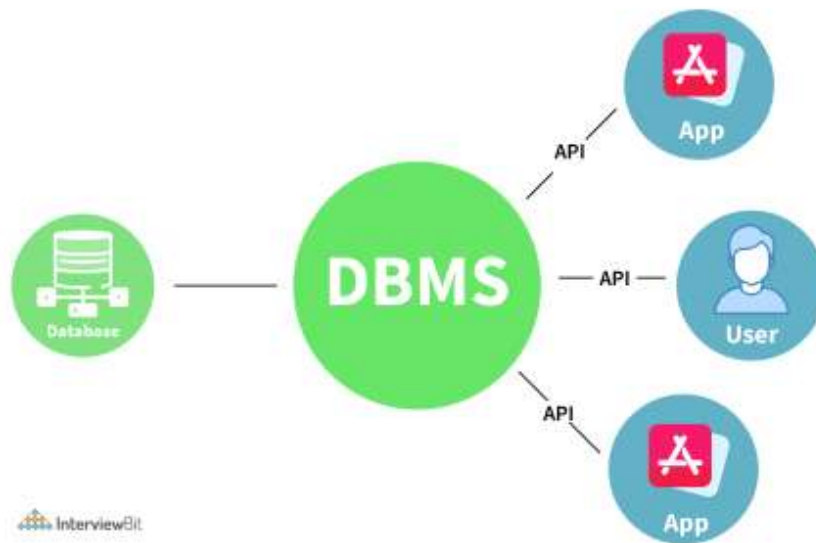 App
API
DBMS
API
Database
User
API
App
InterviewBit